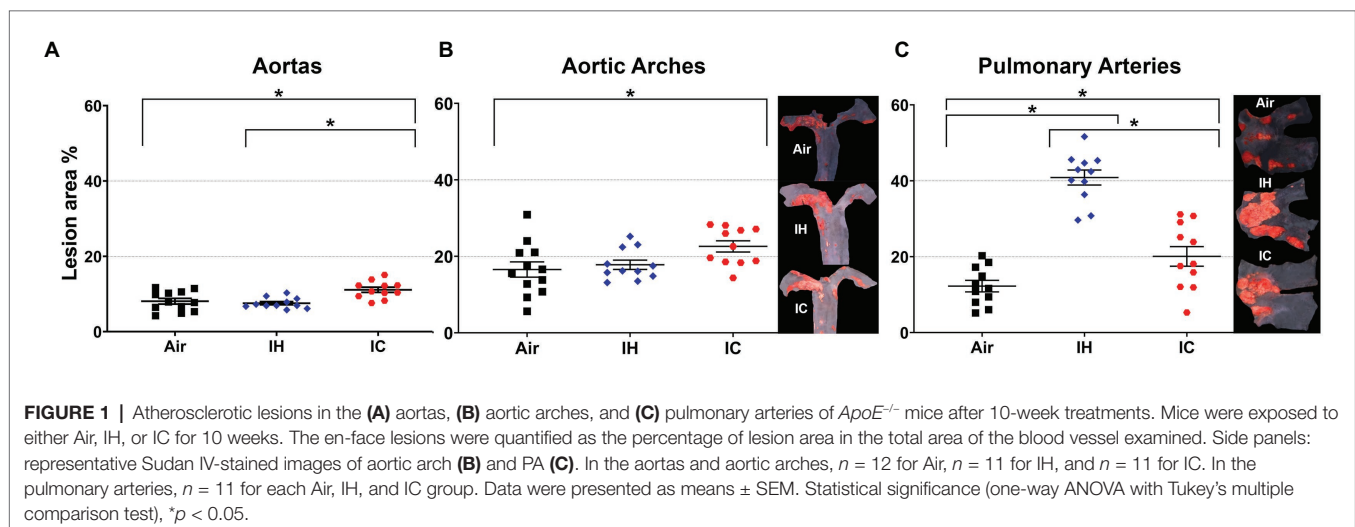 A
Aortas
Lesion area %
60
40
20
0
*
*
Air
IH
IC
B
Aortic Arches
60
40
20
0
*
Air
IH
IC
Air
IH
IC
C
Pulmonary Arteries
60
40
20
0
*
*
*
Air
IH
IC
Air
IH
IC
FIGURE 1 | Atherosclerotic lesions in the (A) aortas, (B) aortic arches, and (C) pulmonary arteries of ApoE−/− mice after 10-week treatments. Mice were exposed to
either Air, IH, or IC for 10 weeks. The en-face lesions were quantified as the percentage of lesion area in the total area of the blood vessel examined. Side panels:
representative Sudan IV-stained images of aortic arch (B) and PA (C). In the aortas and aortic arches, n = 12 for Air, n = 11 for IH, and n = 11 for IC. In the
pulmonary arteries, n = 11 for each Air, IH, and IC group. Data were presented as means ± SEM. Statistical significance (one-way ANOVA with Tukey's multiple
comparison test), *p < 0.05.